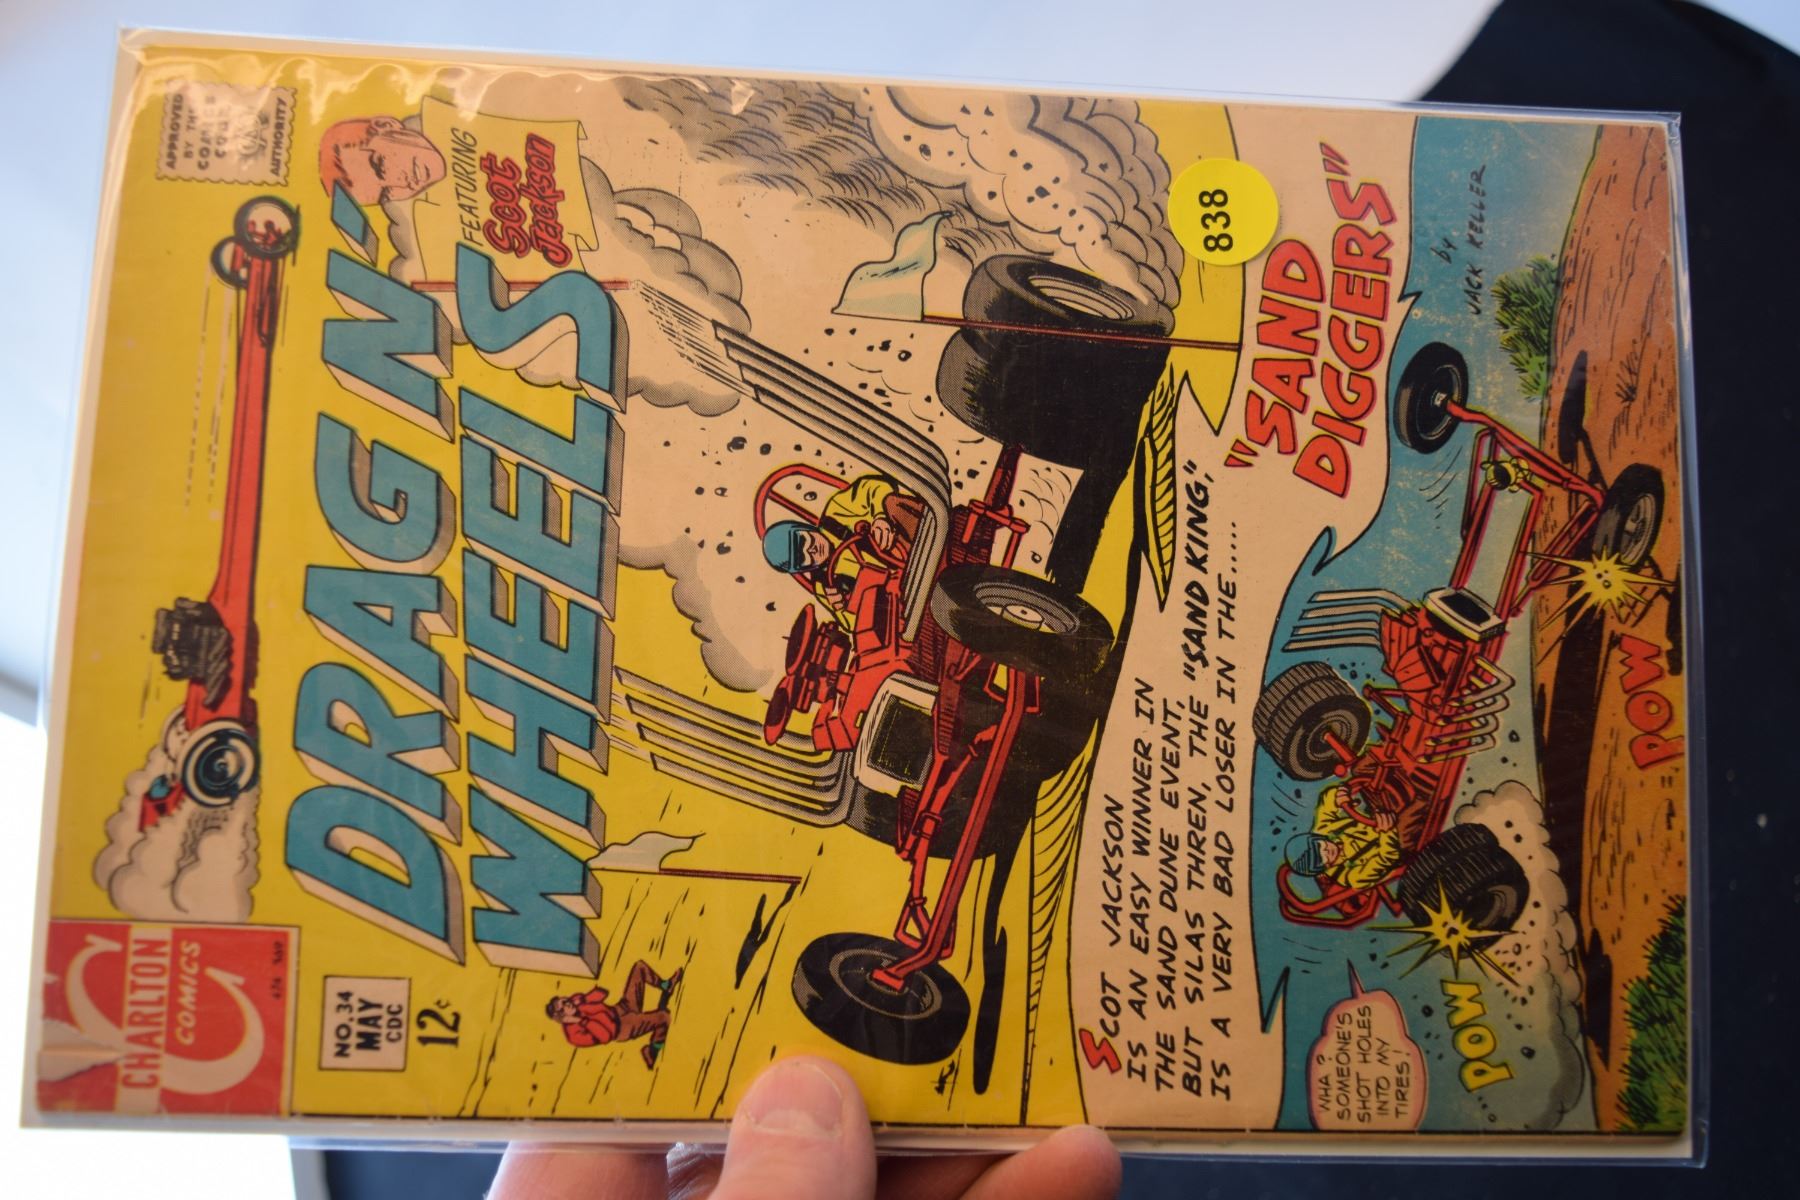 CHARLTON
COMICS
APPROVED
BY THE
COMICS
CODE
AUTHORITY
NO. 34
MAY
CDC
12¢
DRAG N'
WHEELS
FEATURING
Scot
Jackson
SCOT JACKSON
IS AN EASY WINNER IN
THE SAND DUNE EVENT,
BUT SILAS THREN, THE "SAND KING,"
IS A VERY BAD LOSER IN THE.....
"SAND
DIGGERS"
838
by
JACK KELLER
WHA?
SOMEONE'S
SHOT HOLES
INTO MY
TIRES!
POW
POW